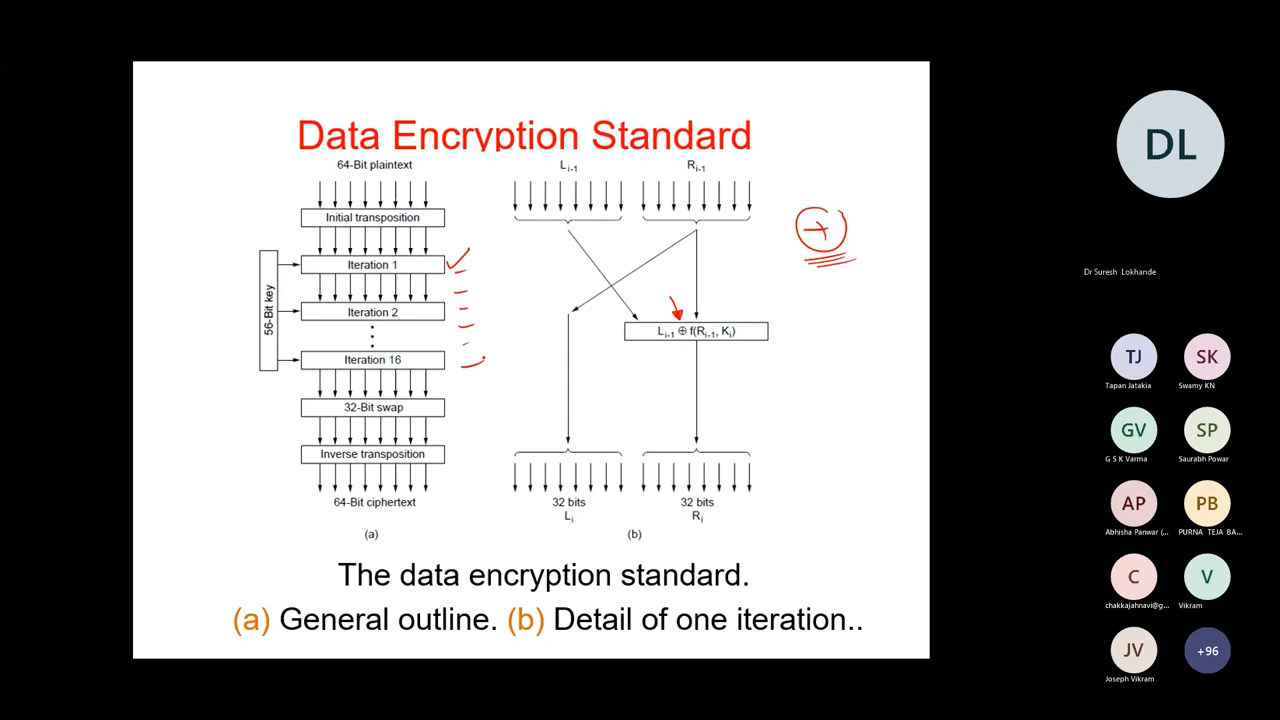 Data Encryption Standard
64-Bit plaintext
Initial transposition
Iteration 1
Iteration 2
Iteration 16
56-Bit key
32-Bit swap
Inverse transposition
64-Bit ciphertext
(a)
Li-1
Ri-1
Li-1 ⊕ f(Ri-1, Ki)
32 bits
Li
32 bits
Ri
(b)
+
The data encryption standard.
(a) General outline. (b) Detail of one iteration..
DL
Dr Suresh Lokhande
TJ
Tapan Jatakia
SK
Swamy KN
GV
G S K Varma
SP
Saurabh Powar
AP
Abhisha Panwar (...
PB
PURNA TEJA BA...
C
chakkajahnavi@g...
V
Vikram
JV
Joseph Vikram
+96